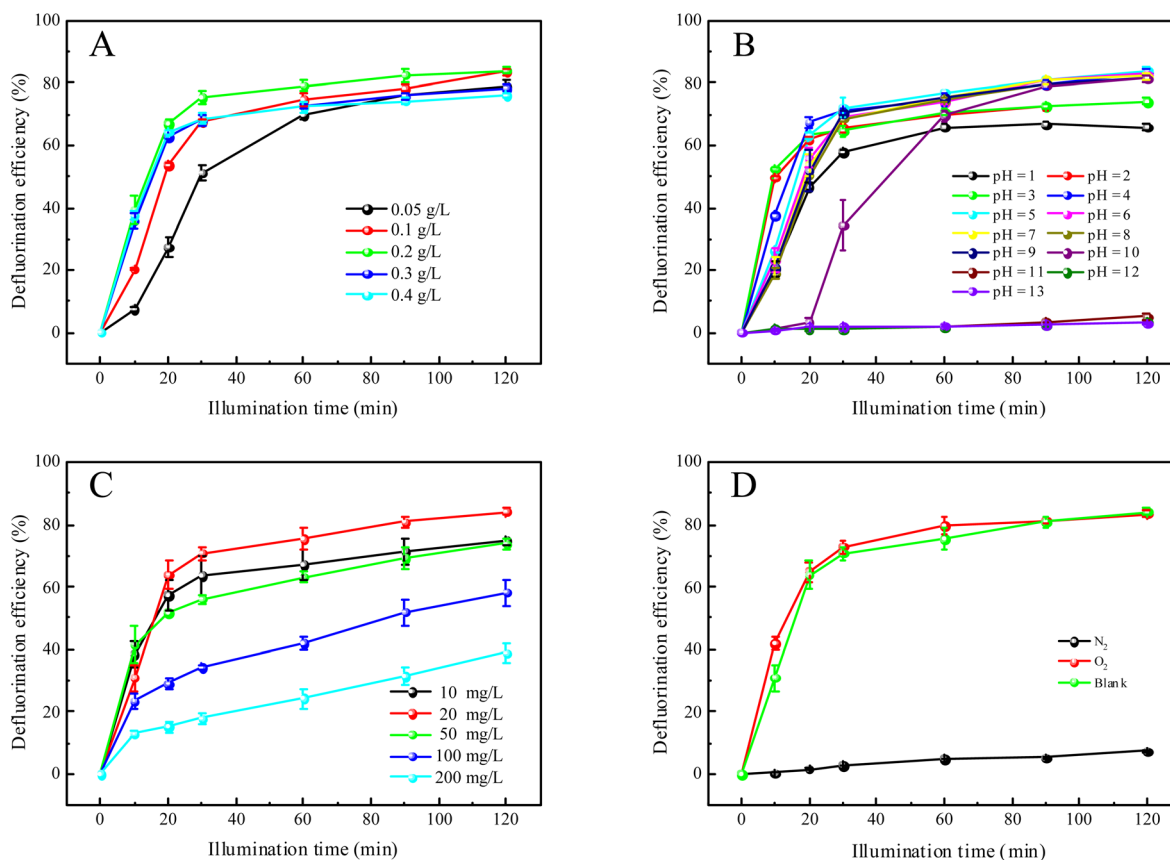 A
Defluorination efficiency (%)
100
80
60
40
20
0
0.05 g/L
0.1 g/L
0.2 g/L
0.3 g/L
0.4 g/L
0 20 40 60 80 100 120
Illumination time (min)
B
Defluorination efficiency (%)
100
80
60
40
20
0
pH = 1 pH = 2
pH = 3 pH = 4
pH = 5 pH = 6
pH = 7 pH = 8
pH = 9 pH = 10
pH = 11 pH = 12
pH = 13
0 20 40 60 80 100 120
Illumination time (min)
C
Defluorination efficiency (%)
100
80
60
40
20
0
10 mg/L
20 mg/L
50 mg/L
100 mg/L
200 mg/L
0 20 40 60 80 100 120
Illumination time (min)
D
Defluorination efficiency (%)
100
80
60
40
20
0
N₂
O₂
Blank
0 20 40 60 80 100 120
Illumination time (min)